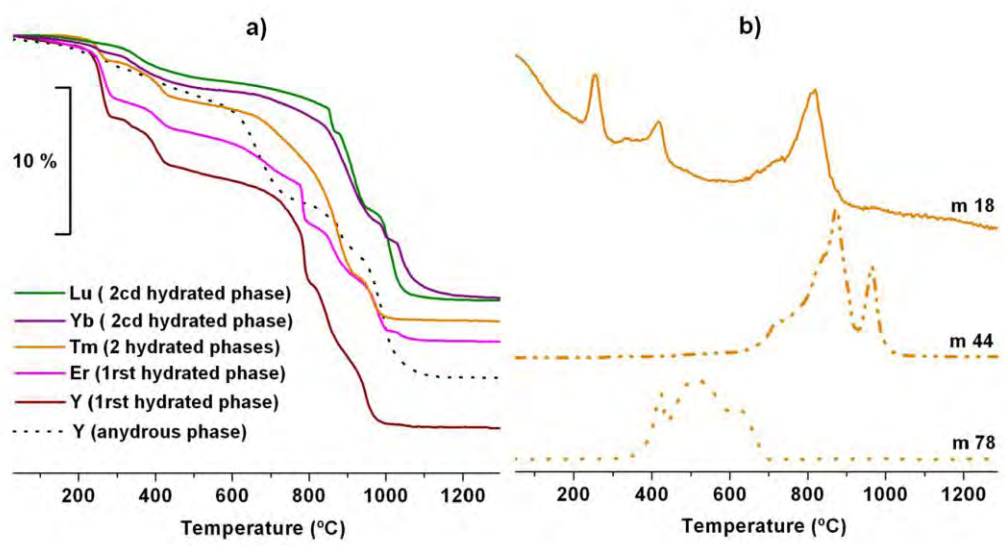 a)
10 %
Lu ( 2cd hydrated phase)
Yb ( 2cd hydrated phase)
Tm (2 hydrated phases)
Er (1rst hydrated phase)
Y (1rst hydrated phase)
Y (anydrous phase)
200 400 600 800 1000 1200
Temperature (ºC)
b)
m 18
m 44
m 78
200 400 600 800 1000 1200
Temperature (ºC)